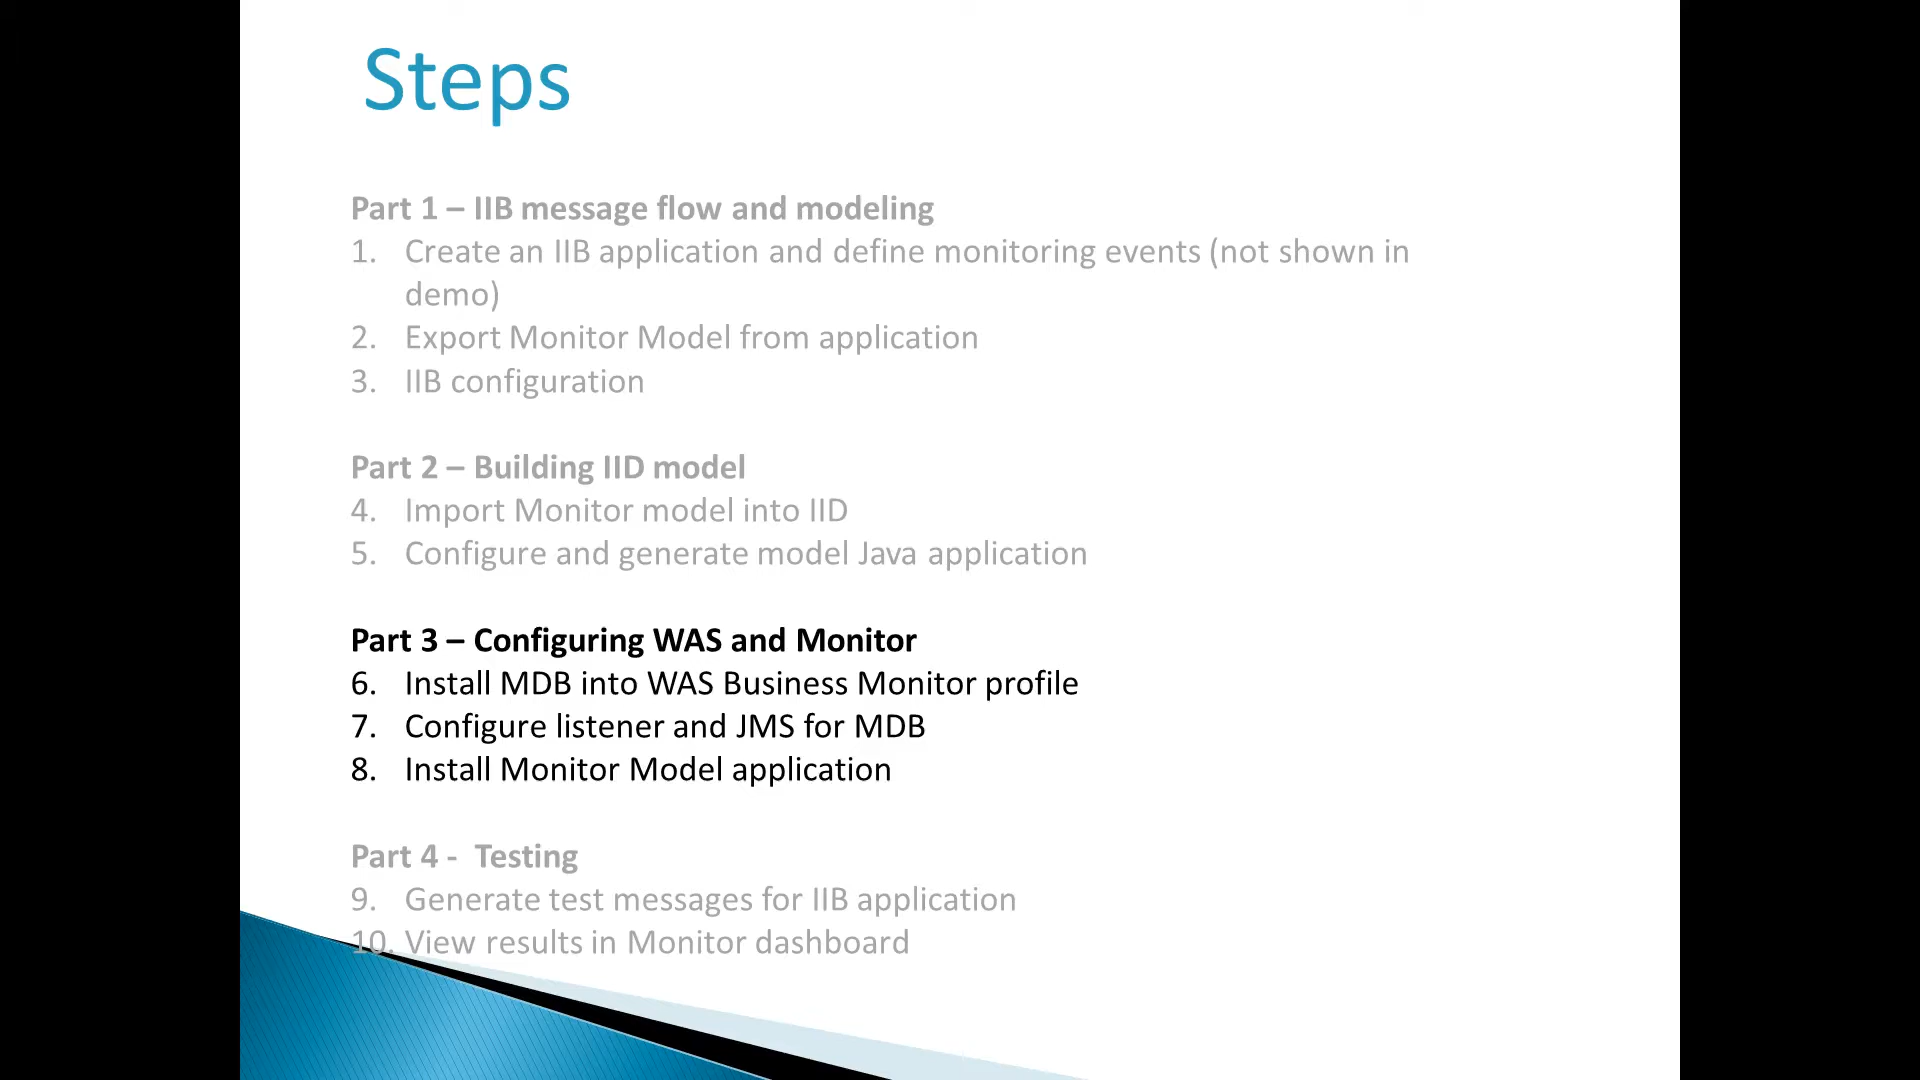 Steps
Part 1 – IIB message flow and modeling
1. Create an IIB application and define monitoring events (not shown in
demo)
2. Export Monitor Model from application
3. IIB configuration
Part 2 – Building IID model
4. Import Monitor model into IID
5. Configure and generate model Java application
Part 3 – Configuring WAS and Monitor
6. Install MDB into WAS Business Monitor profile
7. Configure listener and JMS for MDB
8. Install Monitor Model application
Part 4 -  Testing
9. Generate test messages for IIB application
10. View results in Monitor dashboard